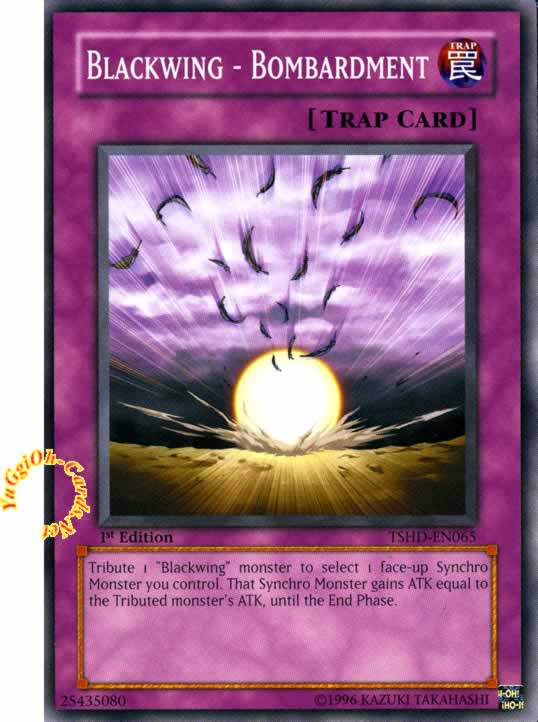 BLACKWING - BOMBARDMENT
TRAP
罠
[TRAP CARD]
YuGgiOh-Cards.Net
1st Edition
TSHD-EN065
Tribute 1 "Blackwing" monster to select 1 face-up Synchro
Monster you control. That Synchro Monster gains ATK equal to
the Tributed monster's ATK, until the End Phase.
25435080
©1996 KAZUKI TAKAHASHI